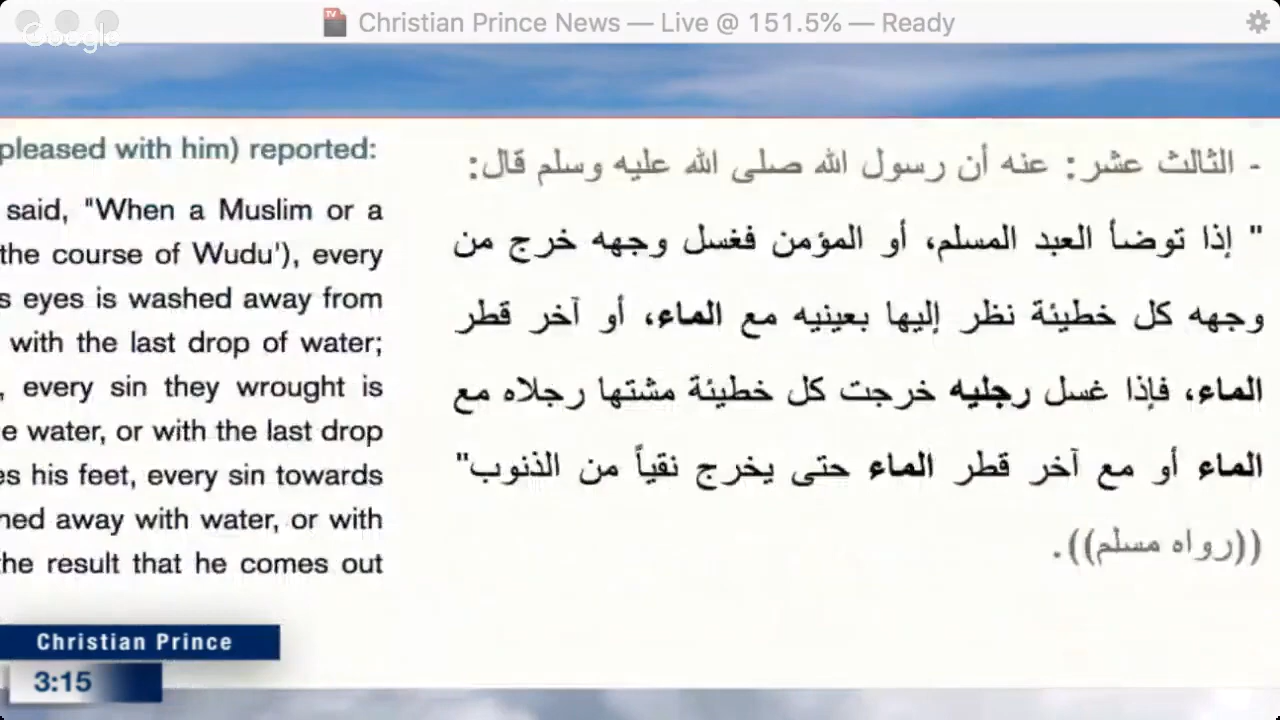 Christian Prince News — Live @ 151.5% — Ready
Google
pleased with him) reported:
said, "When a Muslim or a
the course of Wudu'), every
s eyes is washed away from
with the last drop of water;
, every sin they wrought is
e water, or with the last drop
es his feet, every sin towards
ned away with water, or with
the result that he comes out
- الثالث عشر: عنه أن رسول الله صلى الله عليه وسلم قال:
" إذا توضأ العبد المسلم، أو المؤمن فغسل وجهه خرج من
وجهه كل خطيئة نظر إليها بعينيه مع الماء، أو آخر قطر
الماء، فإذا غسل رجليه خرجت كل خطيئة مشتها رجلاه مع
الماء أو مع آخر قطر الماء حتى يخرج نقياً من الذنوب"
((رواه مسلم)).
Christian Prince
3:15